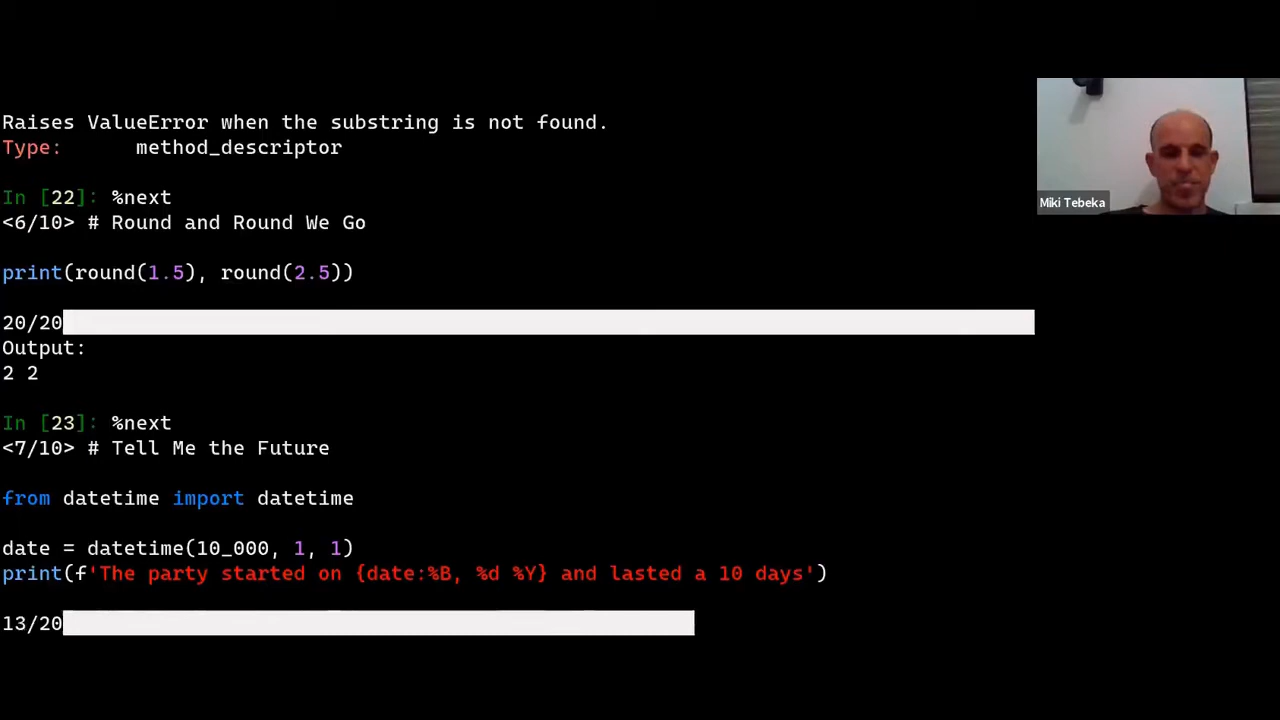 Raises ValueError when the substring is not found.
Type: method_descriptor
In [22]: %next
<6/10> # Round and Round We Go
print(round(1.5), round(2.5))
20/20
Output:
2 2
In [23]: %next
<7/10> # Tell Me the Future
from datetime import datetime
date = datetime(10_000, 1, 1)
print(f'The party started on {date:%B, %d %Y} and lasted a 10 days')
13/20
Miki Tebeka